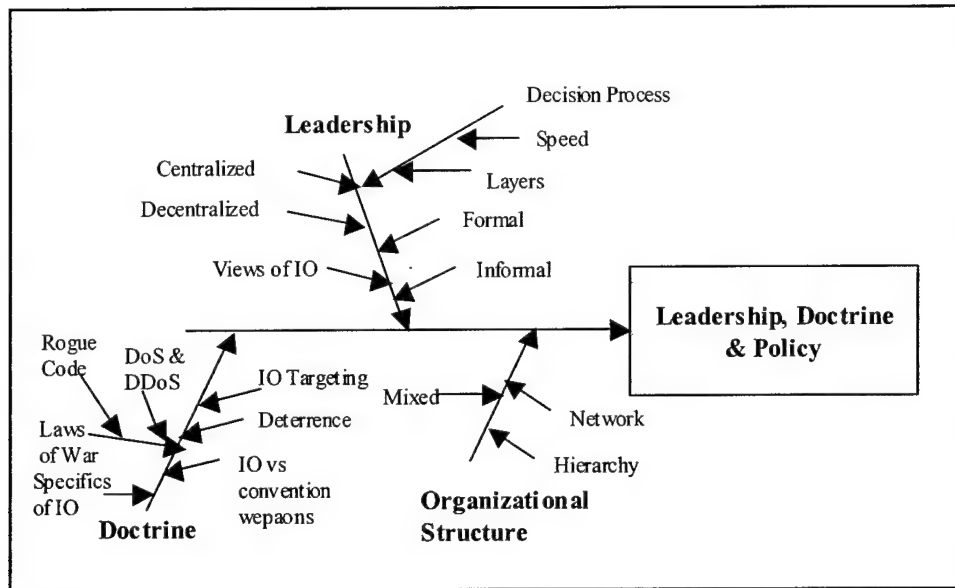 Decision Process
Leadership
Speed
Centralized
Layers
Decentralized
Formal
Views of IO
Informal
Leadership, Doctrine
& Policy
Rogue
Code
DoS &
DDoS
IO Targeting
Mixed
Network
Deterrence
Laws
of War
Specifics
of IO
IO vs
convention
wepaons
Hierarchy
Doctrine
Organizational
Structure